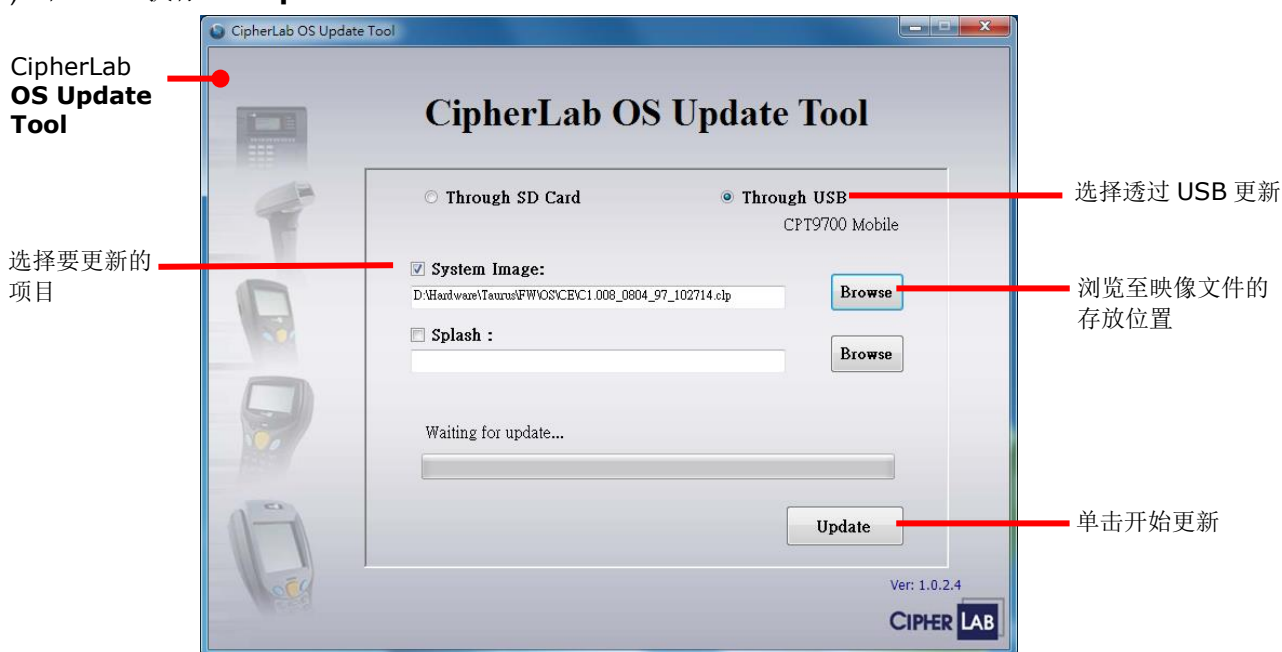 CipherLab OS Update Tool
CipherLab
OS Update
Tool
CipherLab OS Update Tool
Through SD Card
Through USB
选择透过 USB 更新
CPT9700 Mobile
选择要更新的
项目
System Image:
D:\Hardware\Taurus\FW\OS\CE\C1.008_0804_97_102714.clp
Browse
浏览至映像文件的
存放位置
Splash :
Browse
Waiting for update...
Update
单击开始更新
Ver: 1.0.2.4
CIPHER LAB